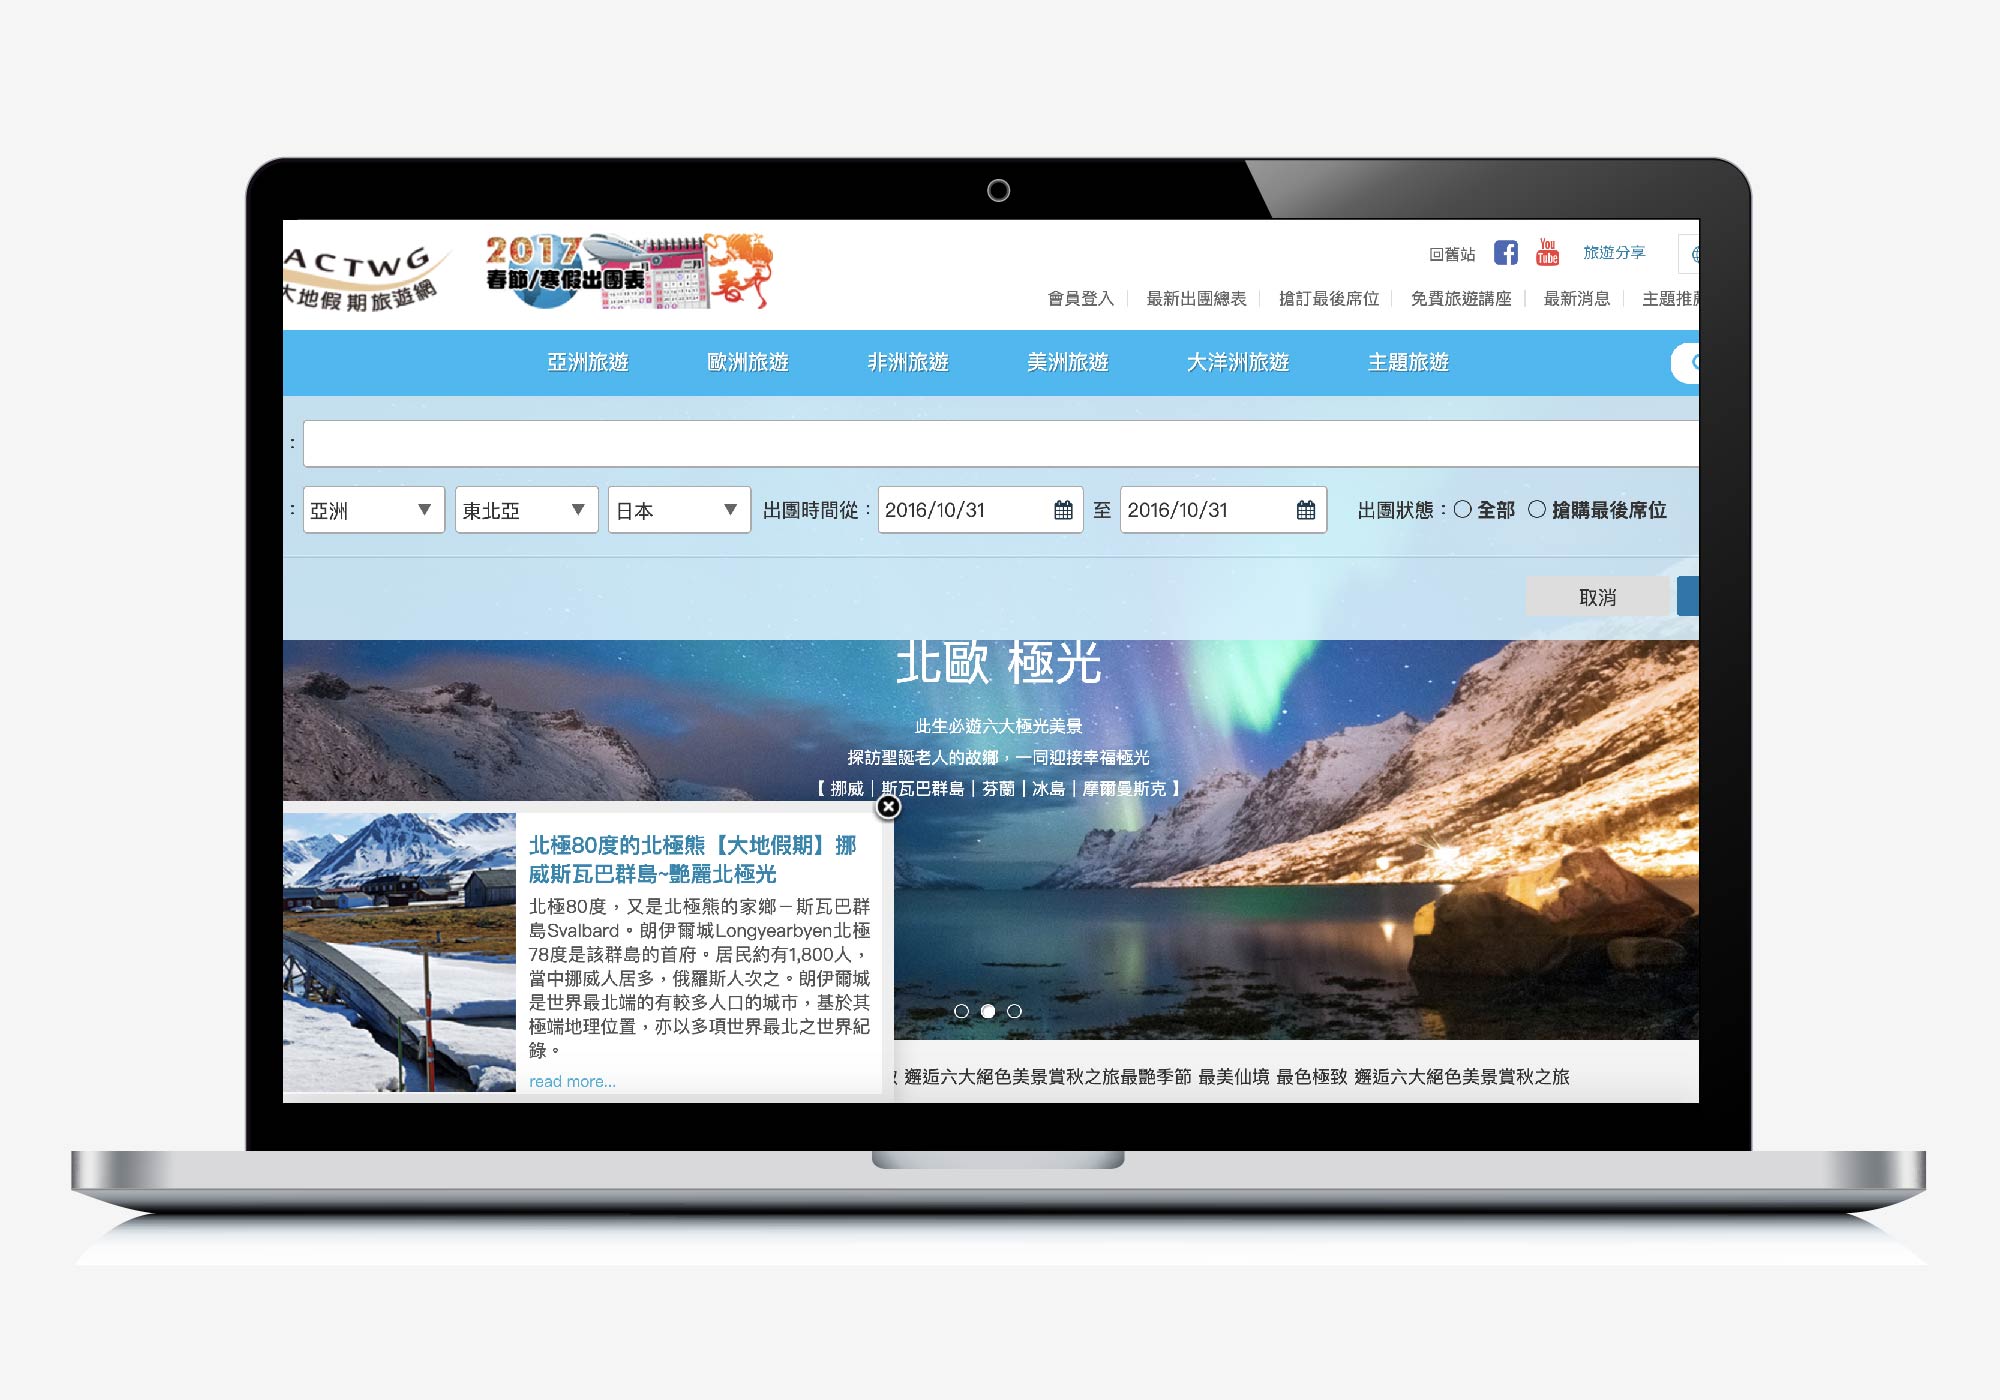 ACTWG
大地假期旅遊網
2017
春節/寒假出團表
春
回舊站
You
Tube
旅遊分享
會員登入 最新出團總表 搶訂最後席位 免費旅遊講座 最新消息 主題推
亞洲旅遊 歐洲旅遊 非洲旅遊 美洲旅遊 大洋洲旅遊 主題旅遊
:
: 亞洲 東北亞 日本 出團時間從： 2016/10/31 至 2016/10/31 出團狀態： 全部 搶購最後席位
取消
北歐 極光
此生必遊六大極光美景
探訪聖誕老人的故鄉，一同迎接幸福極光
【 挪威｜斯瓦巴群島｜芬蘭｜冰島｜摩爾曼斯克 】
北極80度的北極熊【大地假期】挪
威斯瓦巴群島~艷麗北極光
北極80度，又是北極熊的家鄉－斯瓦巴群
島Svalbard。朗伊爾城Longyearbyen北極
78度是該群島的首府。居民約有1,800人，
當中挪威人居多，俄羅斯人次之。朗伊爾城
是世界最北端的有較多人口的城市，基於其
極端地理位置，亦以多項世界最北之世界紀
錄。
read more...
邂逅六大絕色美景賞秋之旅最艷季節 最美仙境 最色極致 邂逅六大絕色美景賞秋之旅